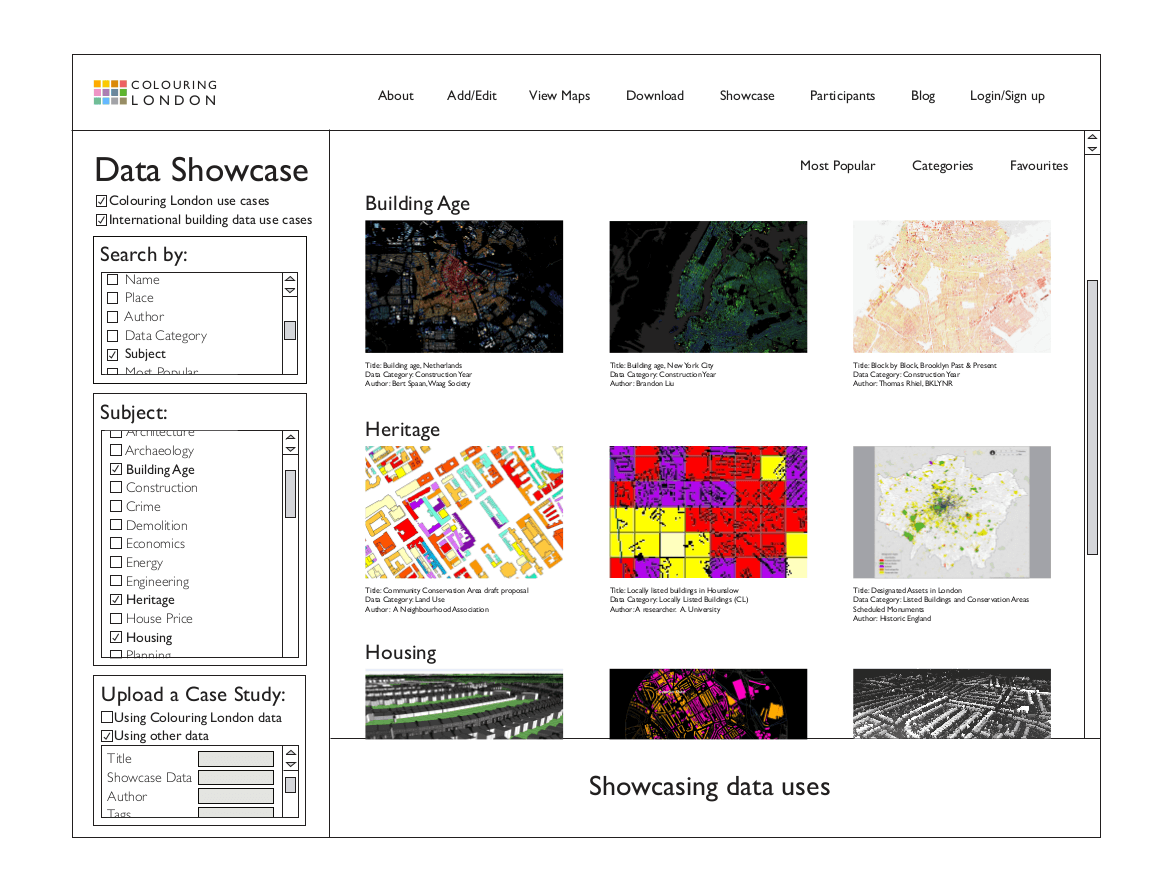 COLOURING
LONDON
About
Add/Edit
View Maps
Download
Showcase
Participants
Blog
Login/Sign up
Data Showcase
Colouring London use cases
International building data use cases
Search by:
Name
Place
Author
Data Category
Subject
Most Popular
Subject:
Architecture
Archaeology
Building Age
Construction
Crime
Demolition
Economics
Energy
Engineering
Heritage
House Price
Housing
Planning
Upload a Case Study:
Using Colouring London data
Using other data
Title
Showcase Data
Author
Tags
Most Popular
Categories
Favourites
Building Age
Title: Building age, Netherlands
Data Category: Construction Year
Author: Bert Spaan, Waag Society
Title: Building age, New York City
Data Category: Construction Year
Author: Brandon Liu
Title: Block by Block, Brooklyn Past & Present
Data Category: Construction Year
Author: Thomas Rhiel, BKLYNR
Heritage
Title: Community Conservation Area draft proposal
Data Category: Land Use
Author: A Neighbourhood Association
Title: Locally listed buildings in Hounslow
Data Category: Locally Listed Buildings (CL)
Author: A researcher. A. University
Title: Designated Assets in London
Data Category: Listed Buildings and Conservation Areas
Scheduled Monuments
Author: Historic England
Housing
Showcasing data uses